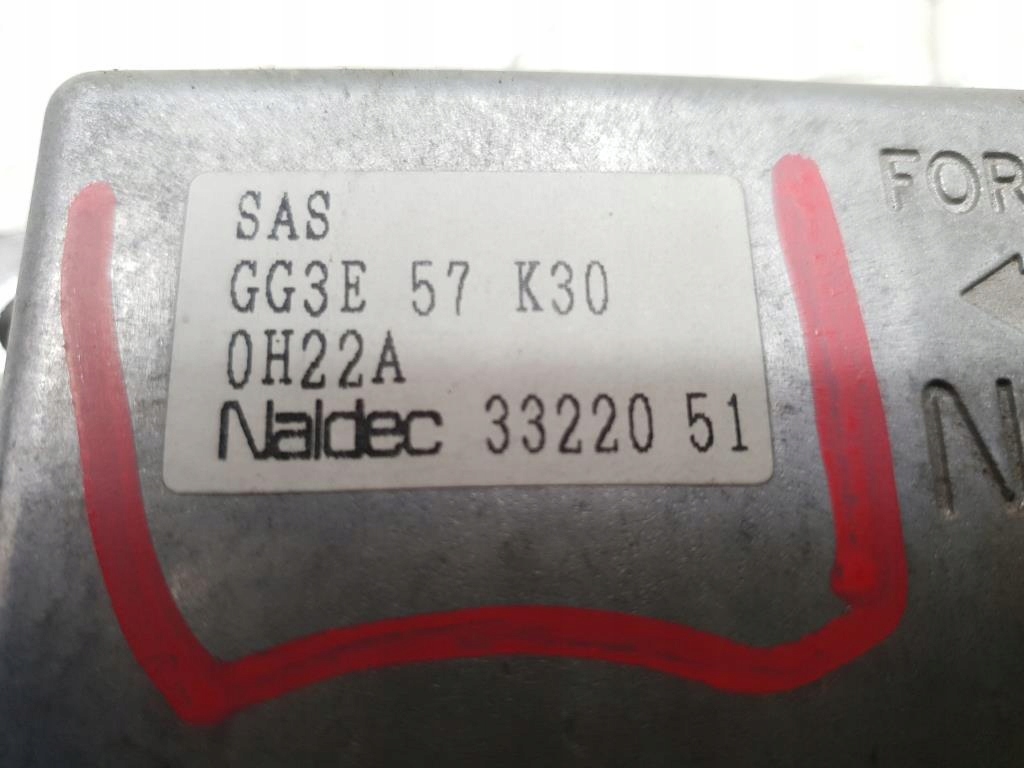 SAS
GG3E 57 K30
0H22A
Naldec 33220 51
FOR